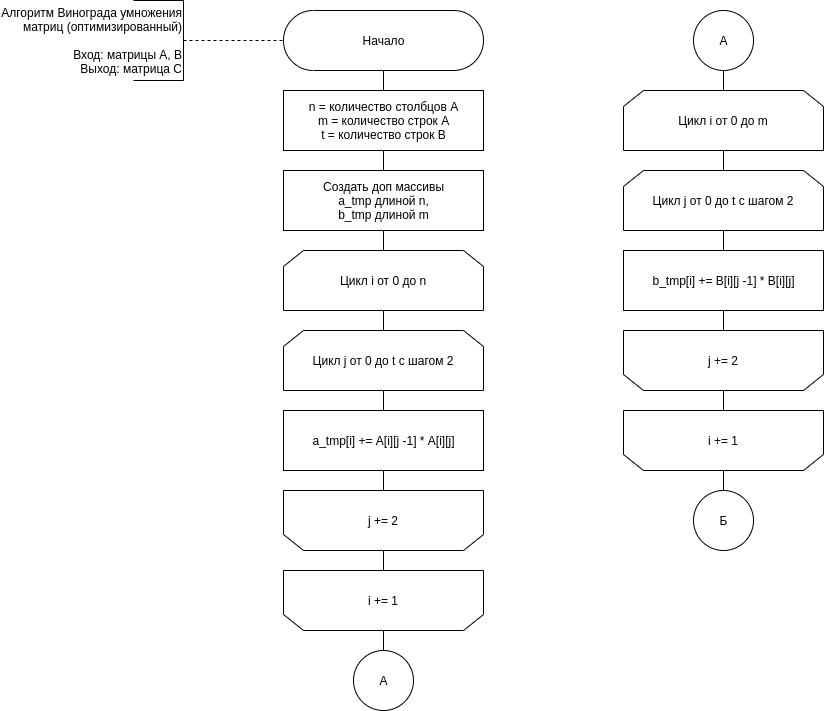 Алгоритм Винограда умножения
матриц (оптимизированный)
Вход: матрицы A, B
Выход: матрица C
Начало
n = количество столбцов A
m = количество строк A
t = количество строк B
Создать доп массивы
a_tmp длиной n,
b_tmp длиной m
Цикл i от 0 до n
Цикл j от 0 до t с шагом 2
a_tmp[i] += A[i][j -1] * A[i][j]
j += 2
i += 1
А
А
Цикл i от 0 до m
Цикл j от 0 до t с шагом 2
b_tmp[i] += B[i][j -1] * B[i][j]
j += 2
i += 1
Б